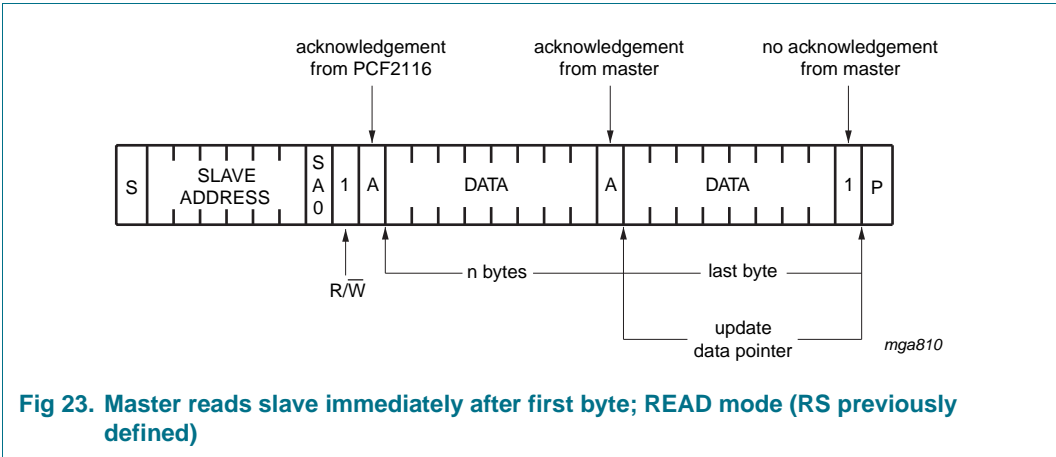 acknowledgement
from PCF2116
acknowledgement
from master
no acknowledgement
from master
S
SLAVE
ADDRESS
S
A
0
1
A
DATA
A
DATA
1
P
R/W̅
n bytes
last byte
update
data pointer
mga810
Fig 23. Master reads slave immediately after first byte; READ mode (RS previously
defined)